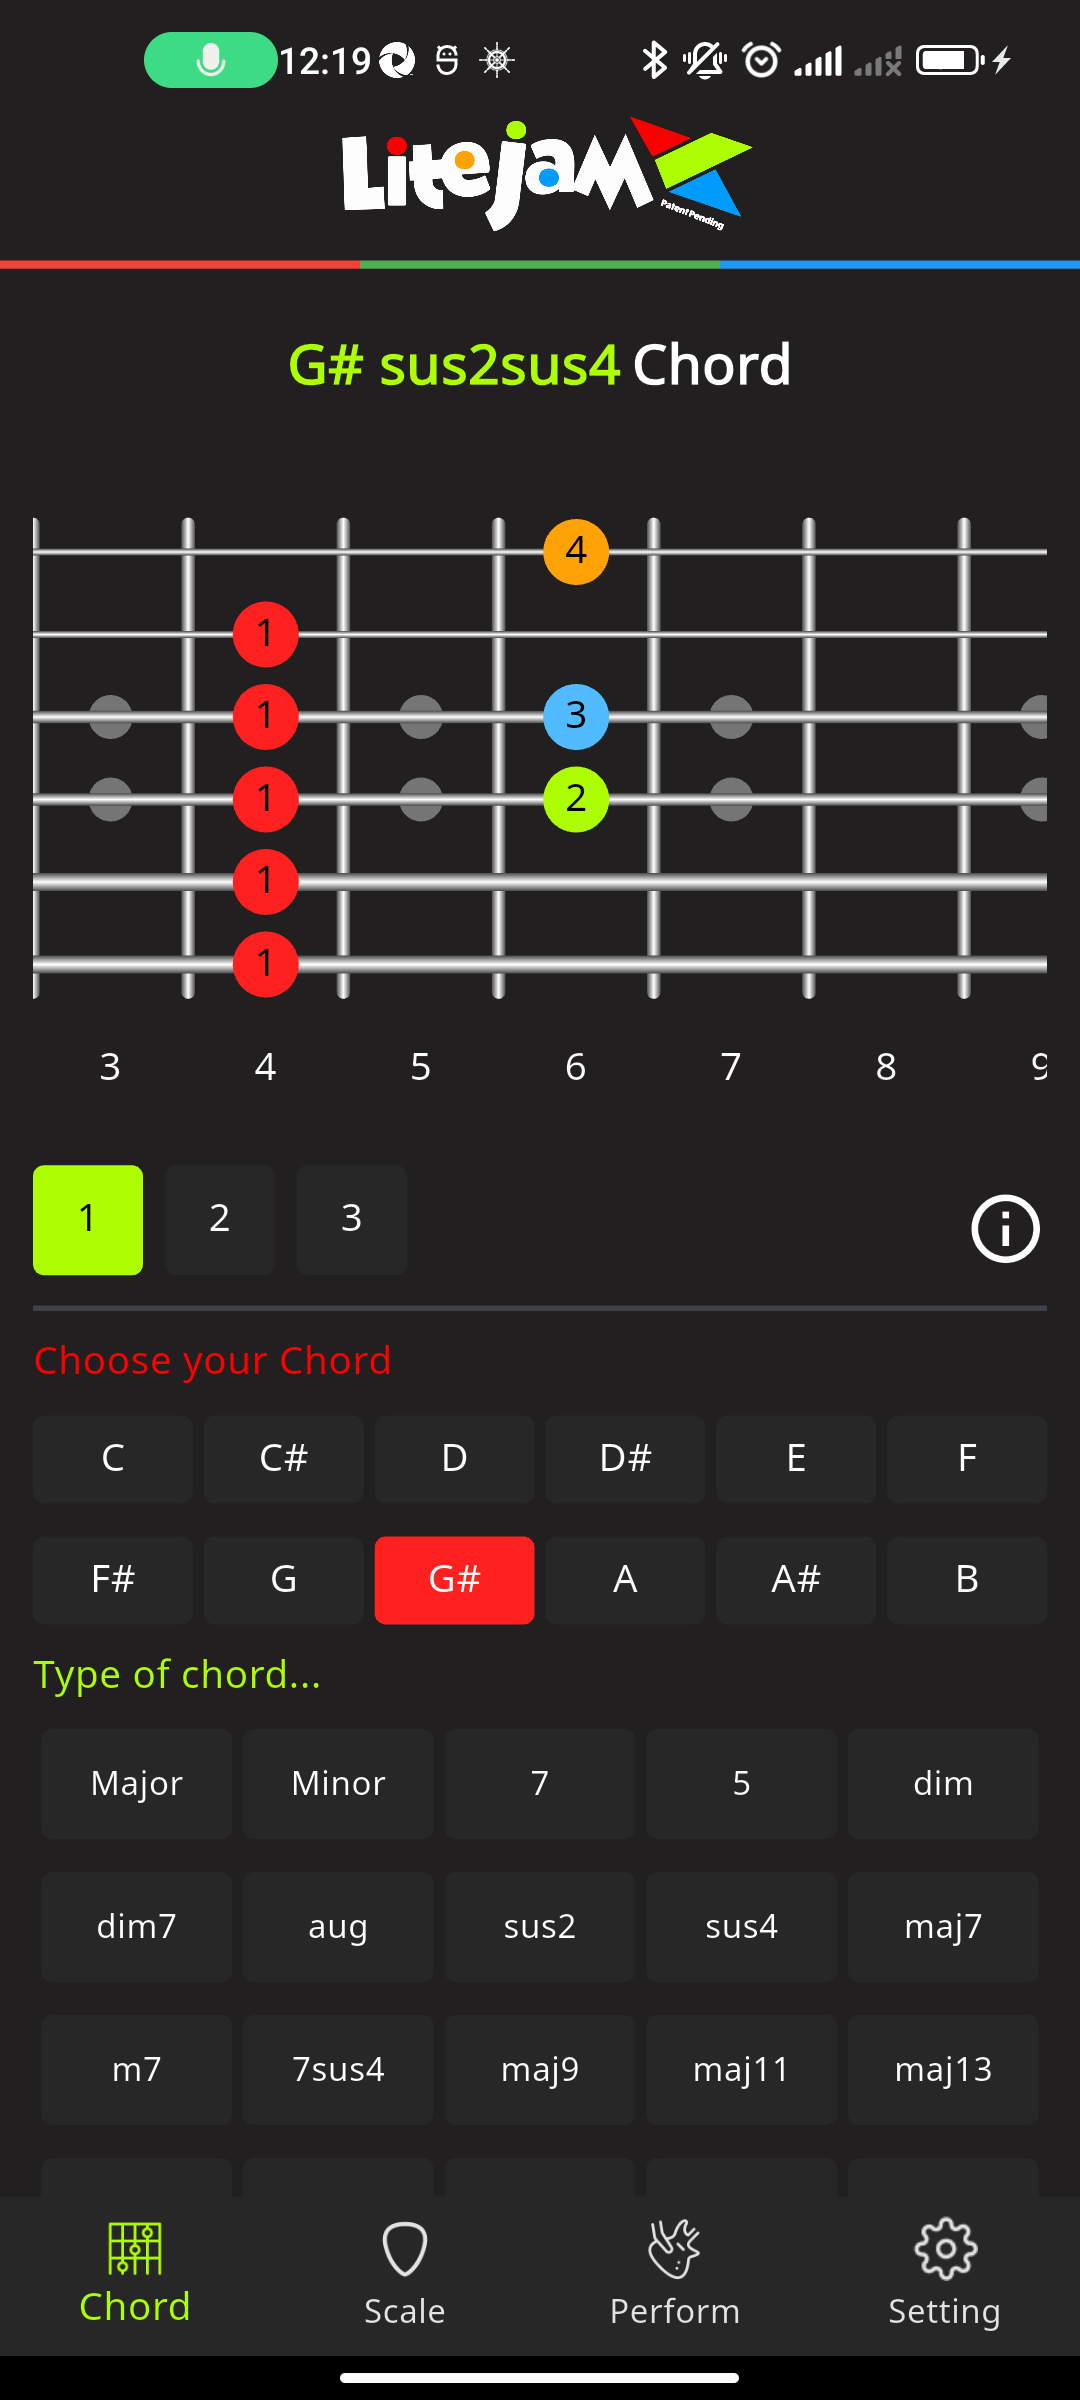 12:19
Litejam
Patent Pending
G# sus2sus4 Chord
4
1
1 3
1 2
1
1
3 4 5 6 7 8 9
1 2 3
Choose your Chord
C C# D D# E F
F# G G# A A# B
Type of chord...
Major Minor 7 5 dim
dim7 aug sus2 sus4 maj7
m7 7sus4 maj9 maj11 maj13
Chord Scale Perform Setting